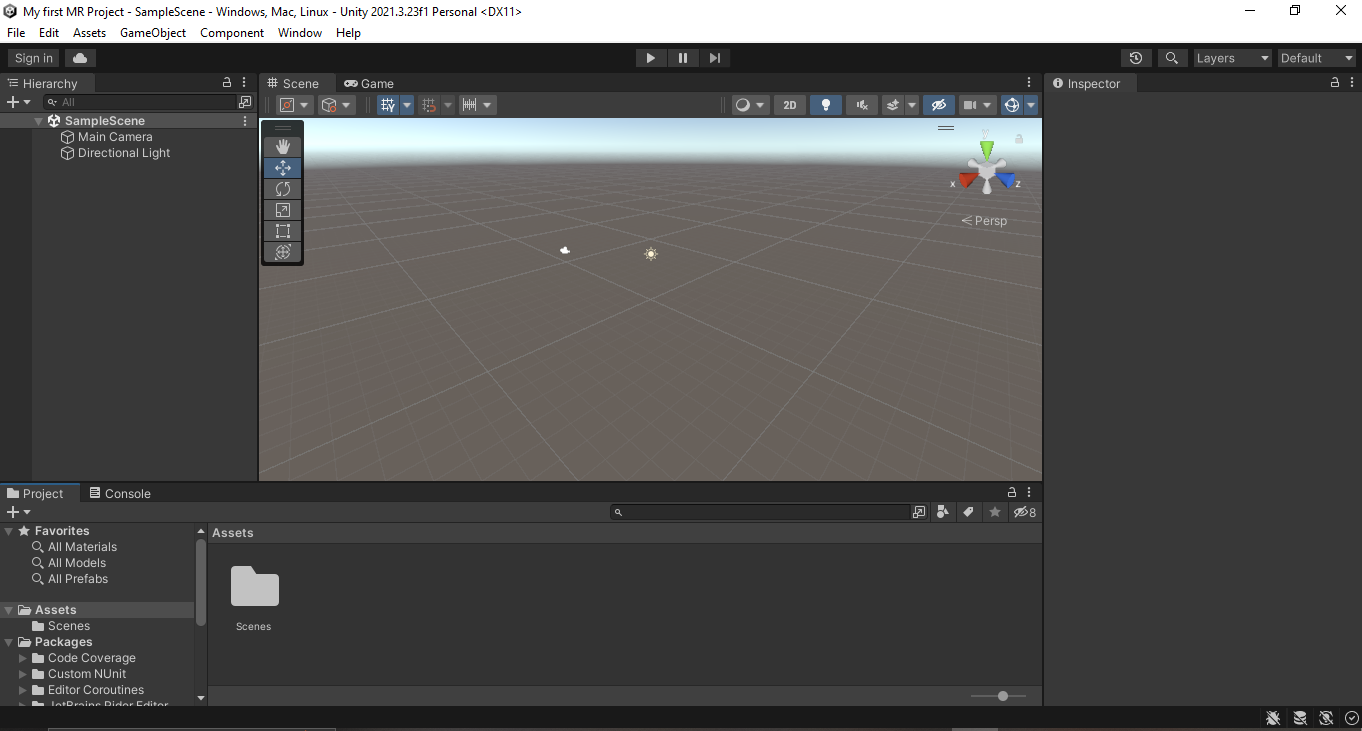 My first MR Project - SampleScene - Windows, Mac, Linux - Unity 2021.3.23f1 Personal <DX11>
File Edit Assets GameObject Component Window Help
Sign in Layers Default
Hierarchy
All
SampleScene
Main Camera
Directional Light
Scene Game
2D
y
x z
Persp
Inspector
Project Console
8
Favorites
All Materials
All Models
All Prefabs
Assets
Scenes
Packages
Code Coverage
Custom NUnit
Editor Coroutines
JetBrains Rider Editor
Assets
Scenes